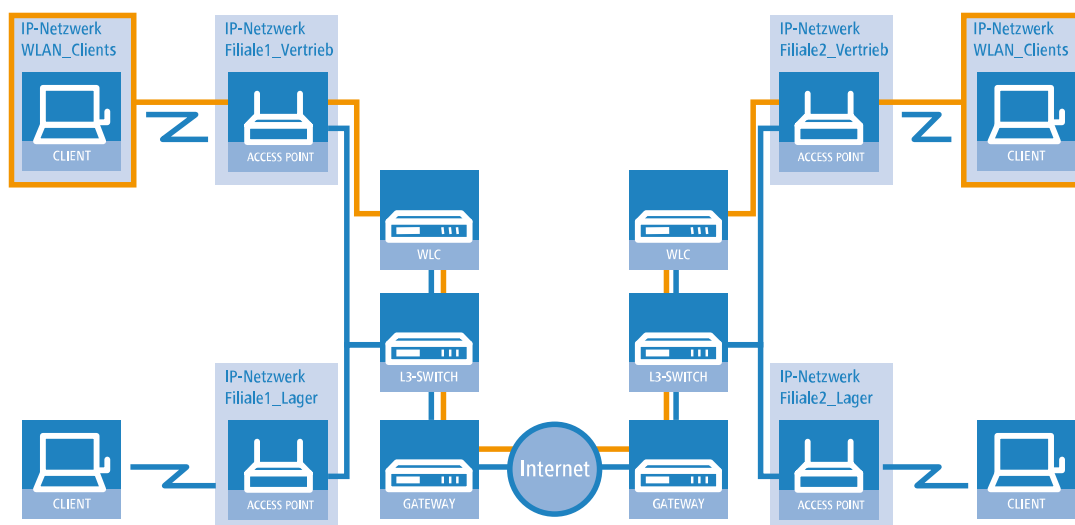 IP-Netzwerk
WLAN_Clients
CLIENT
IP-Netzwerk
Filiale1_Vertrieb
ACCESS POINT
IP-Netzwerk
Filiale2_Vertrieb
ACCESS POINT
IP-Netzwerk
WLAN_Clients
CLIENT
WLC
WLC
L3-SWITCH
L3-SWITCH
CLIENT
IP-Netzwerk
Filiale1_Lager
ACCESS POINT
GATEWAY
Internet
GATEWAY
IP-Netzwerk
Filiale2_Lager
ACCESS POINT
CLIENT